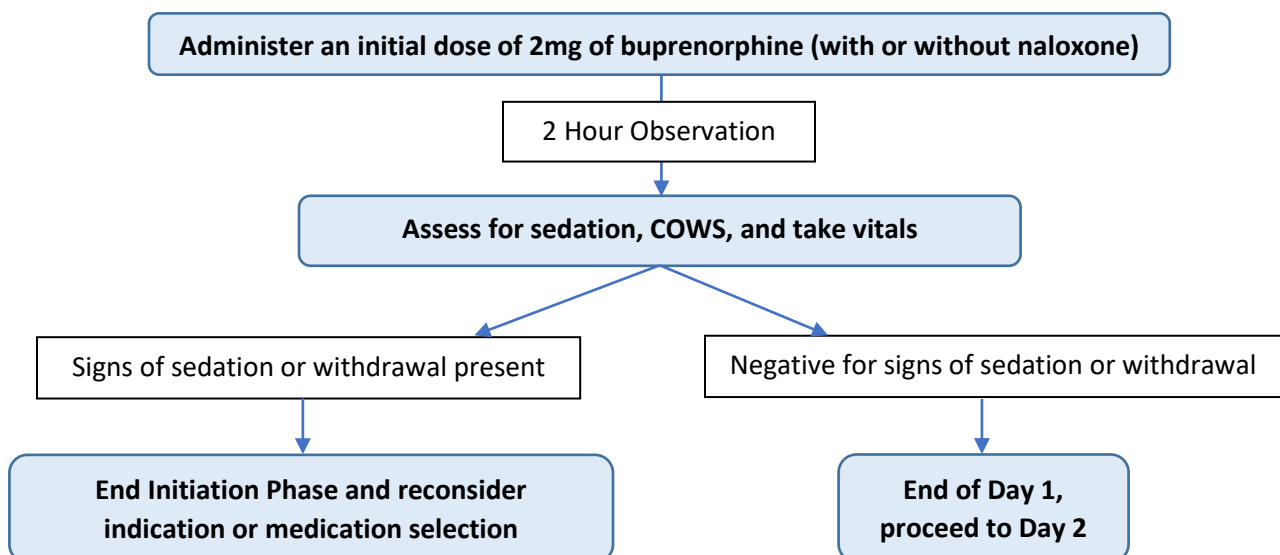 Administer an initial dose of 2mg of buprenorphine (with or without naloxone)
2 Hour Observation
Assess for sedation, COWS, and take vitals
Signs of sedation or withdrawal present
Negative for signs of sedation or withdrawal
End Initiation Phase and reconsider
indication or medication selection
End of Day 1,
proceed to Day 2